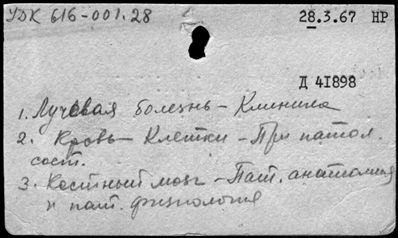 УДК 616-001.28
28.3.67 НР
Д 41898
1. Лучевая болезнь – Клиника
2. Кровь – Клетки – При патол.
сост.
3. Костный мозг – Пат. анатомия
и пат. физиология